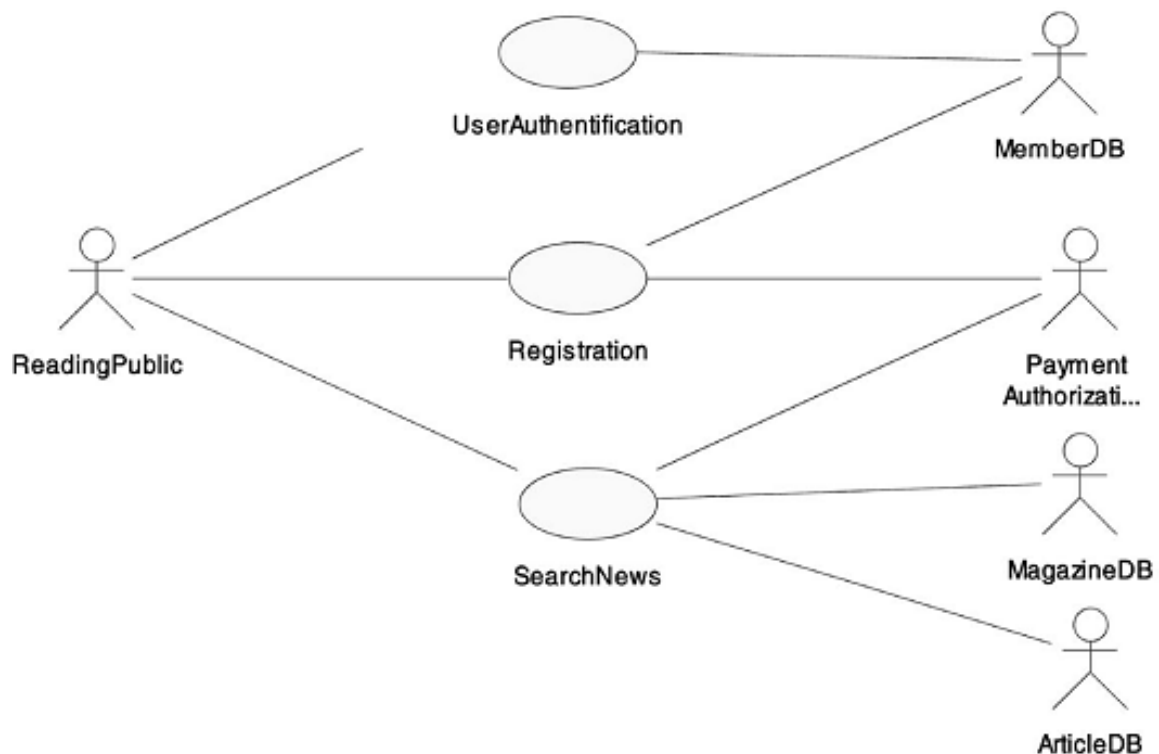 UserAuthentification
MemberDB
ReadingPublic
Registration
Payment
Authorizati...
SearchNews
MagazineDB
ArticleDB